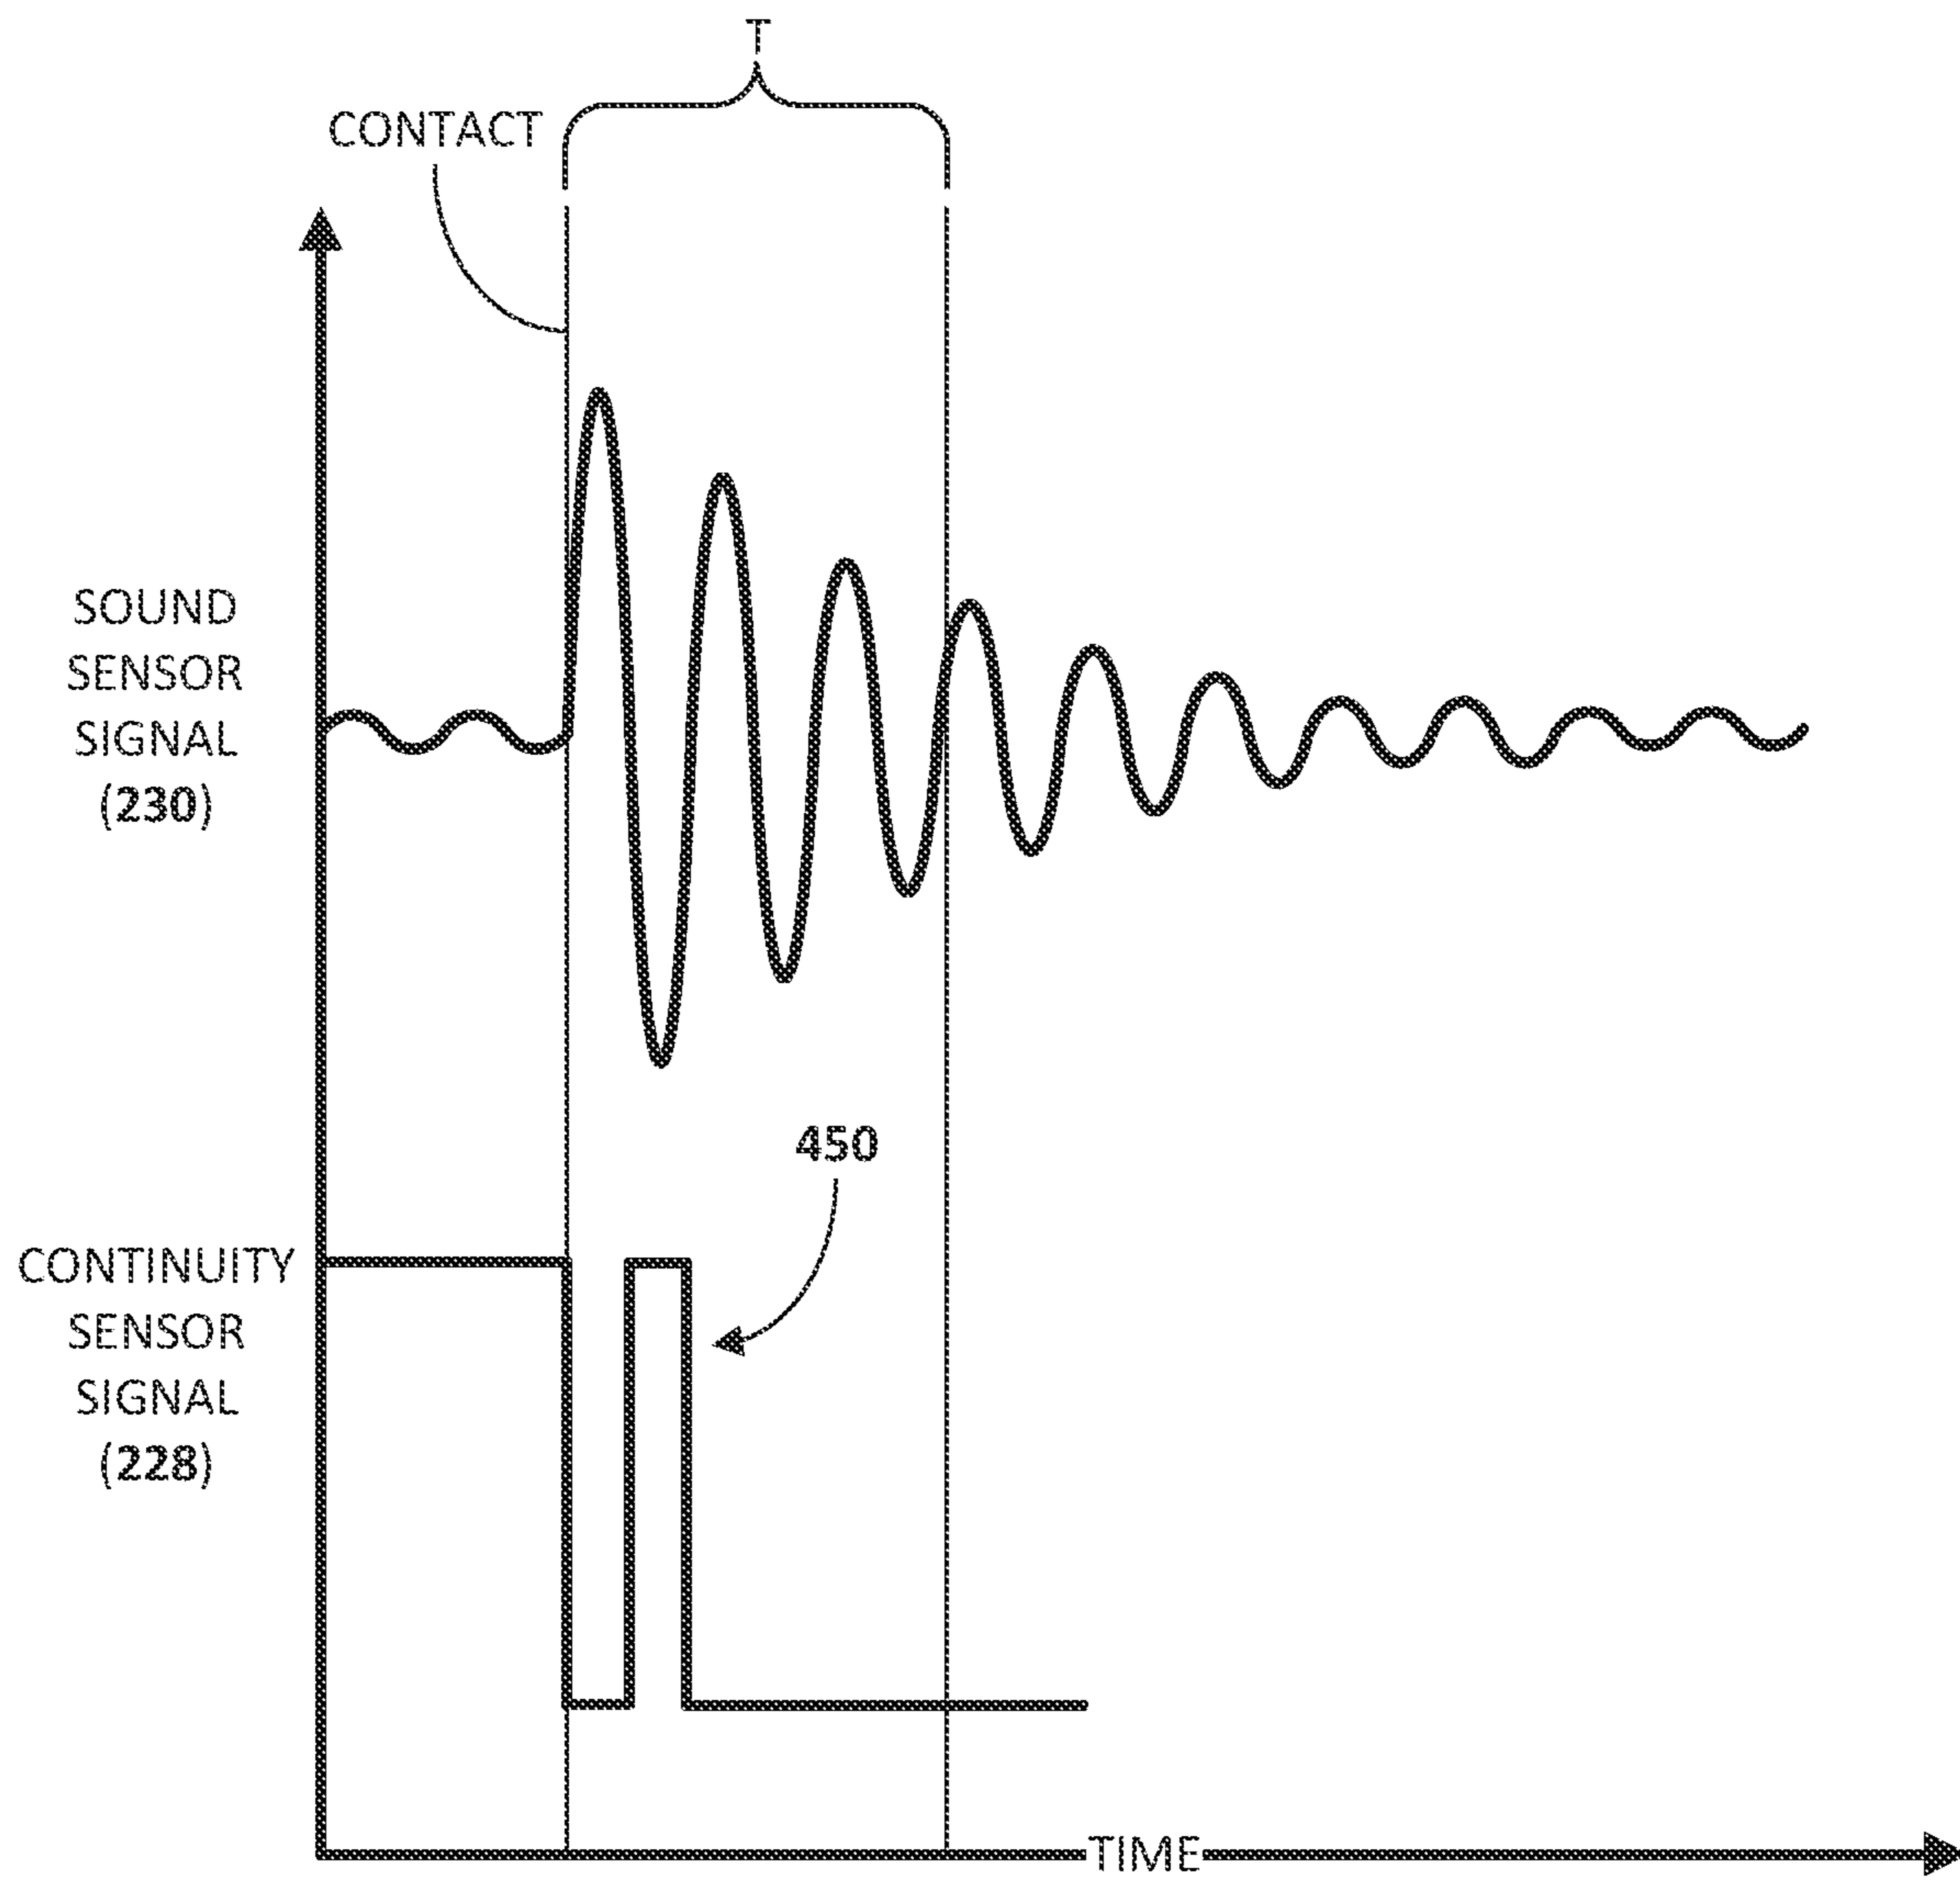 T
CONTACT
SOUND
SENSOR
SIGNAL
(230)
450
CONTINUITY
SENSOR
SIGNAL
(228)
TIME